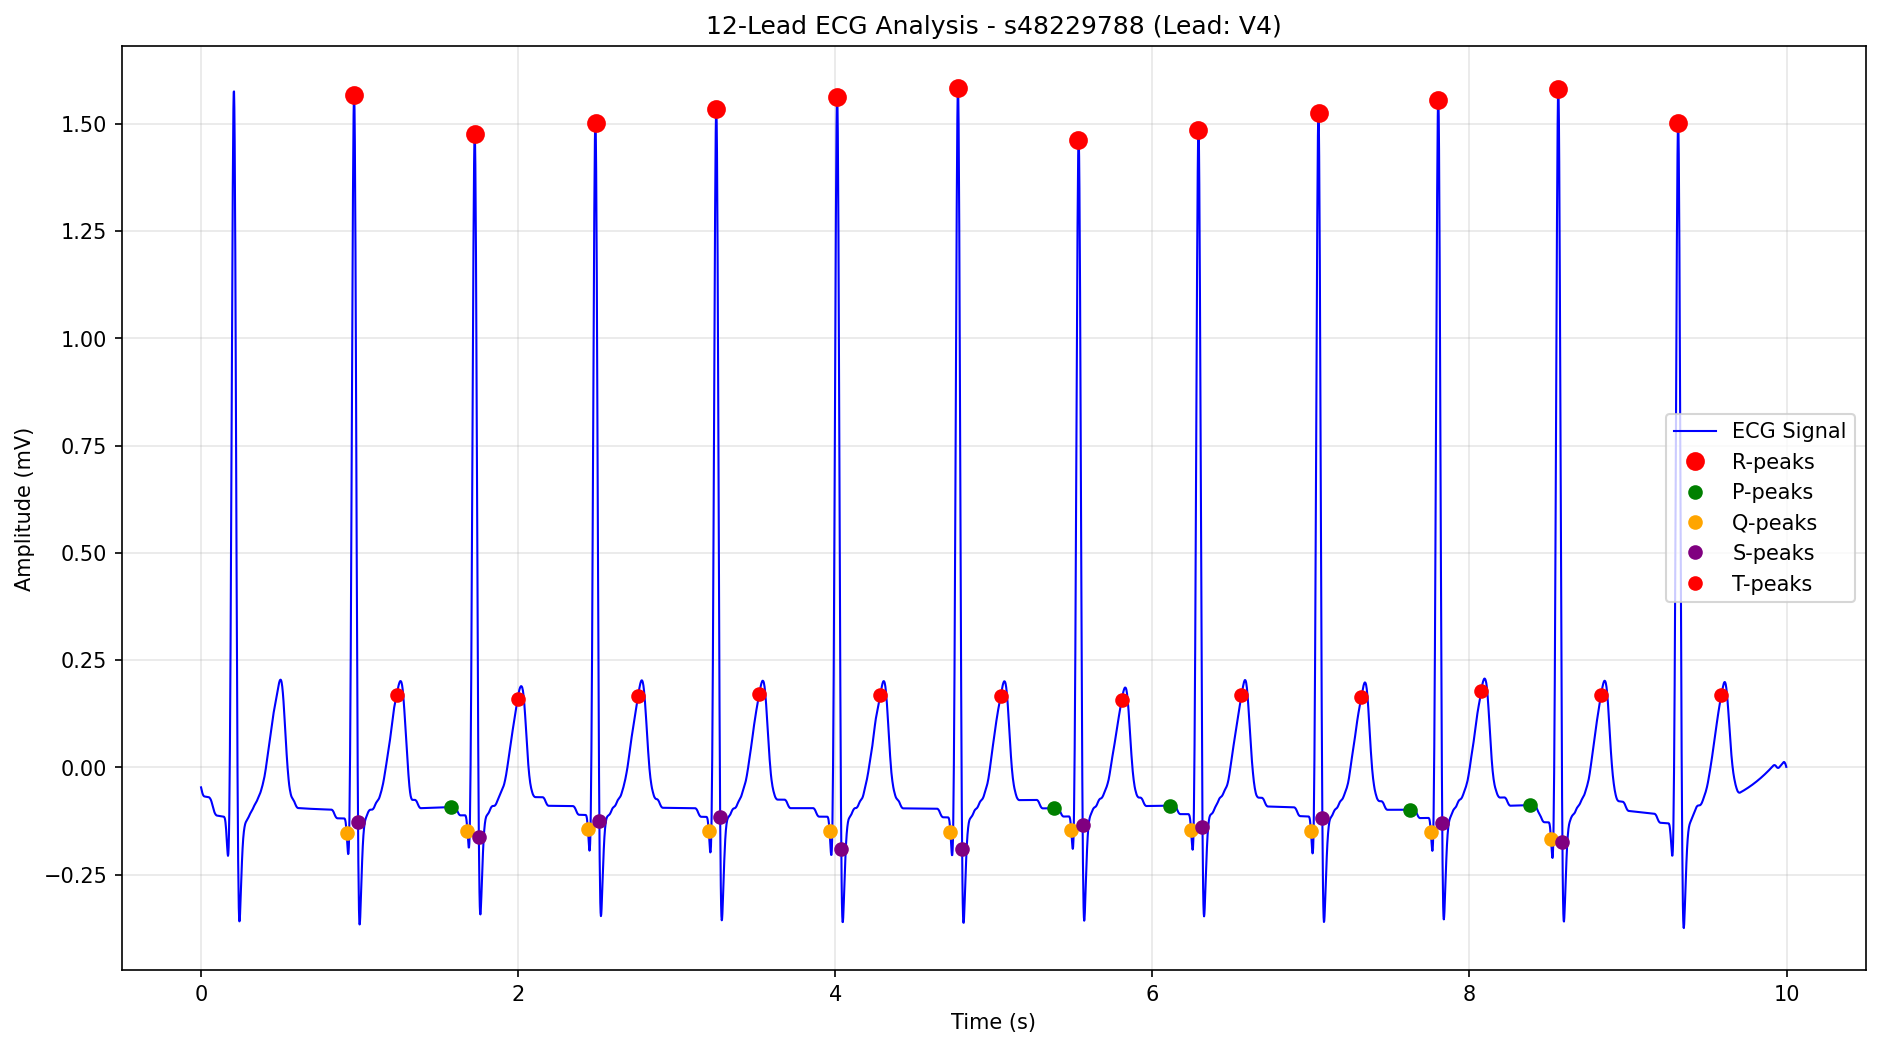 12-Lead ECG Analysis - s48229788 (Lead: V4)
Amplitude (mV)
1.50
1.25
1.00
0.75
0.50
0.25
0.00
−0.25
ECG Signal
R-peaks
P-peaks
Q-peaks
S-peaks
T-peaks
0 2 4 6 8 10
Time (s)